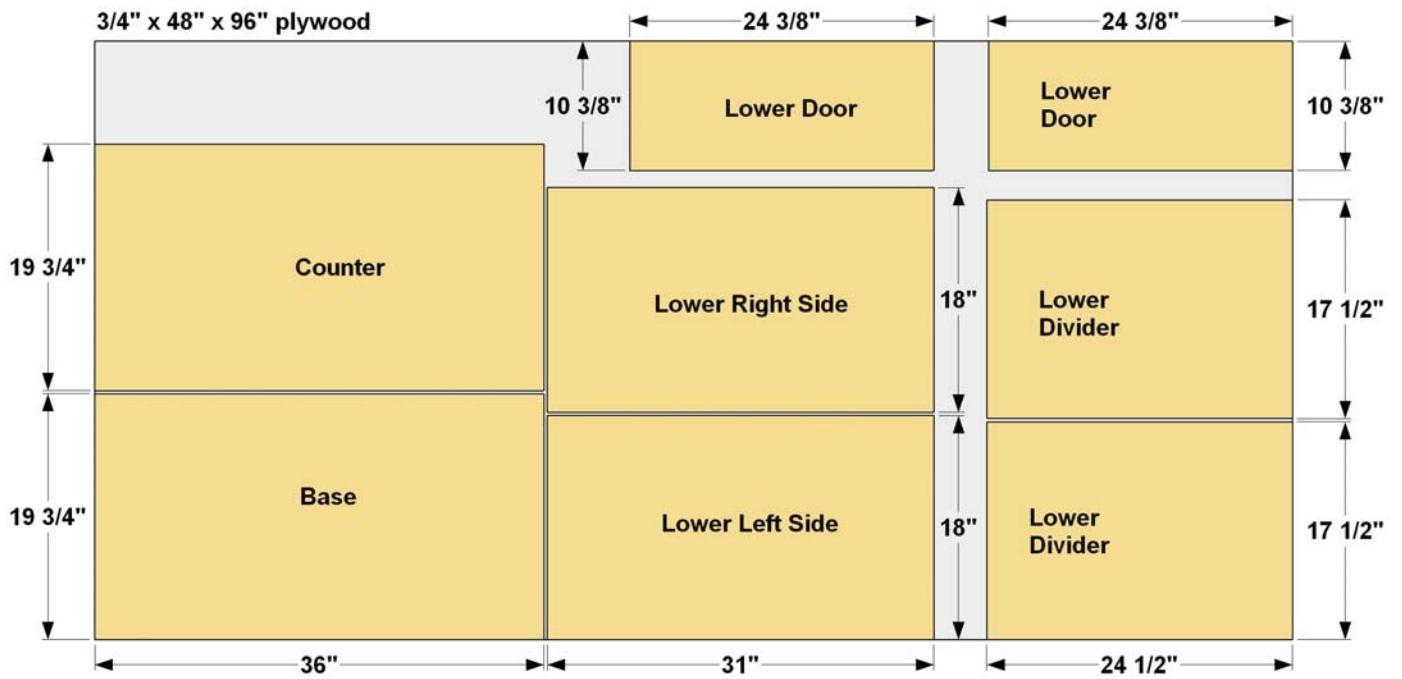 3/4" x 48" x 96" plywood
24 3/8"
24 3/8"
10 3/8"
Lower Door
Lower
Door
10 3/8"
19 3/4"
Counter
Lower Right Side
18"
Lower
Divider
17 1/2"
19 3/4"
Base
Lower Left Side
18"
Lower
Divider
17 1/2"
36"
31"
24 1/2"